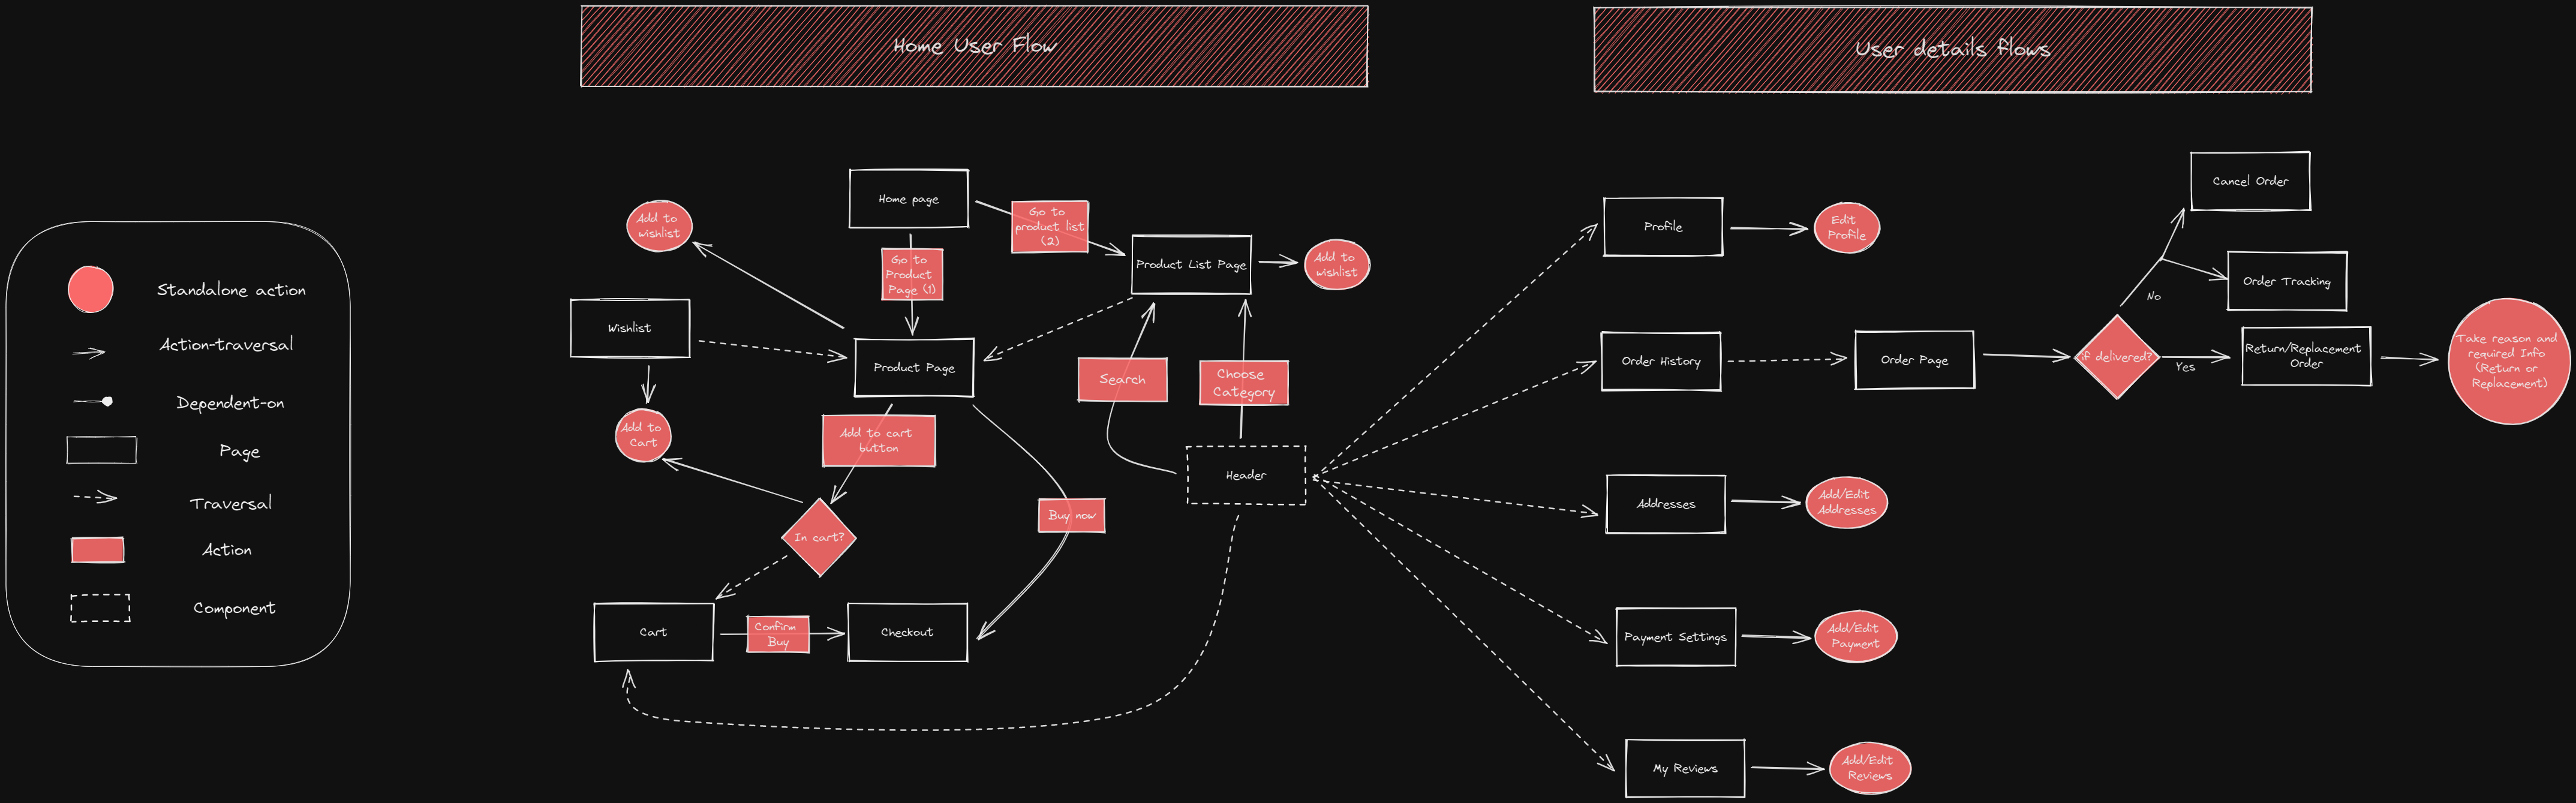 Home User Flow
User details flows
Standalone action
Action-traversal
Dependent-on
Page
Traversal
Action
Component
Home page
Go to
product list
(2)
Add to
wishlist
Go to
Product
Page (1)
Product List Page
Add to
wishlist
Wishlist
Product Page
Search
Choose
Category
Add to
Cart
Add to cart
button
Header
Buy now
In cart?
Cart
Confirm
Buy
Checkout
Profile
Edit
Profile
Cancel Order
Order Tracking
No
Order History
Order Page
if delivered?
Yes
Return/Replacement
Order
Take reason and
required Info
(Return or
Replacement)
Addresses
Add/Edit
Addresses
Payment Settings
Add/Edit
Payment
My Reviews
Add/Edit
Reviews